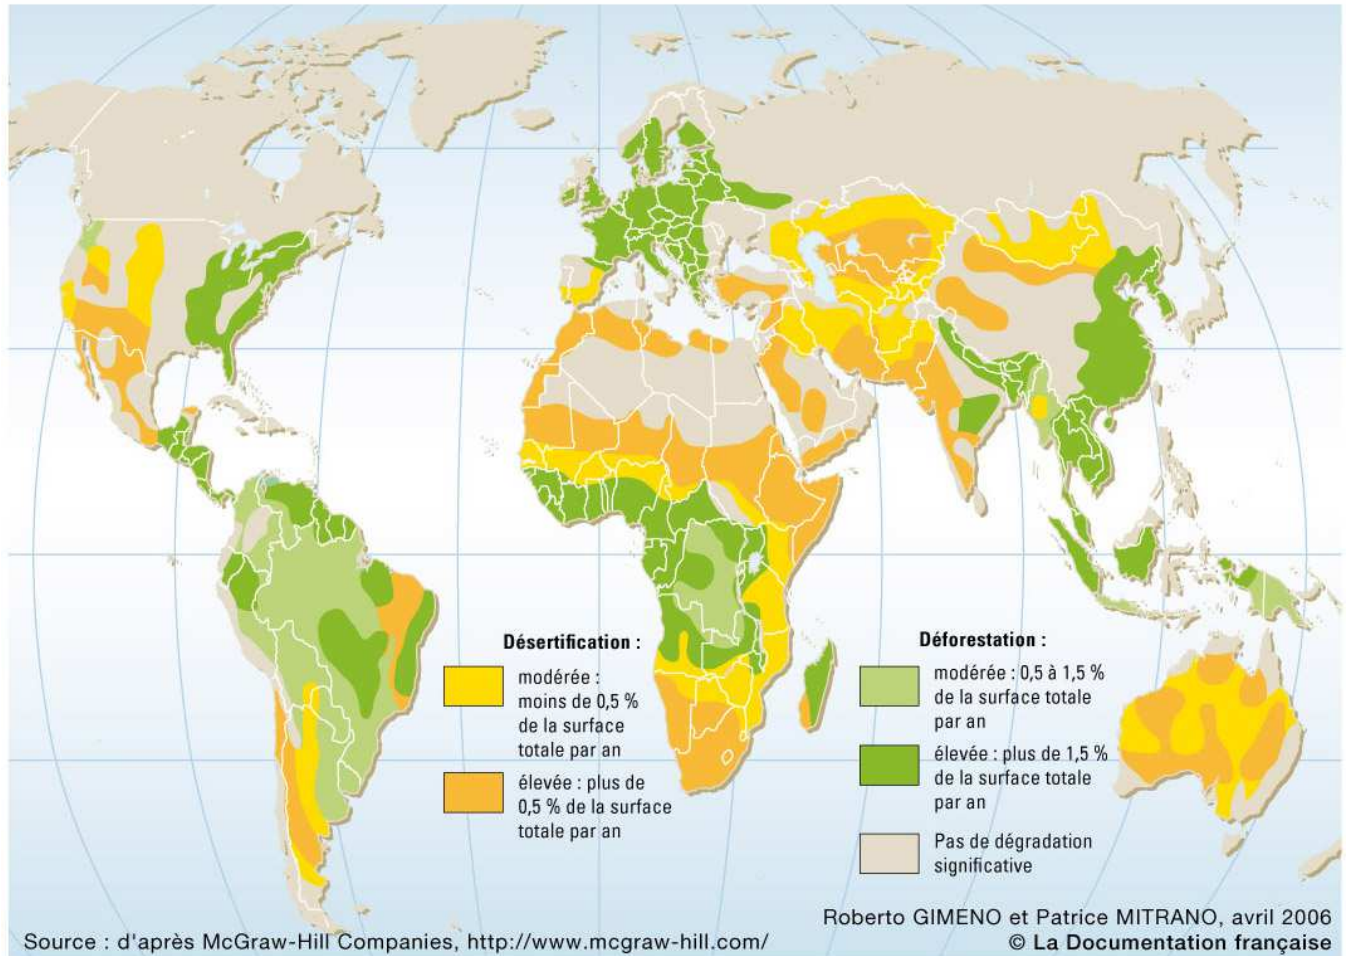 Désertification :
modérée :
moins de 0,5 %
de la surface
totale par an
élevée : plus de
0,5 % de la surface
totale par an
Déforestation :
modérée : 0,5 à 1,5 %
de la surface totale
par an
élevée : plus de 1,5 %
de la surface totale
par an
Pas de dégradation
significative
Roberto GIMENO et Patrice MITRANO, avril 2006
Source : d'après McGraw-Hill Companies, http://www.mcgraw-hill.com/
© La Documentation française